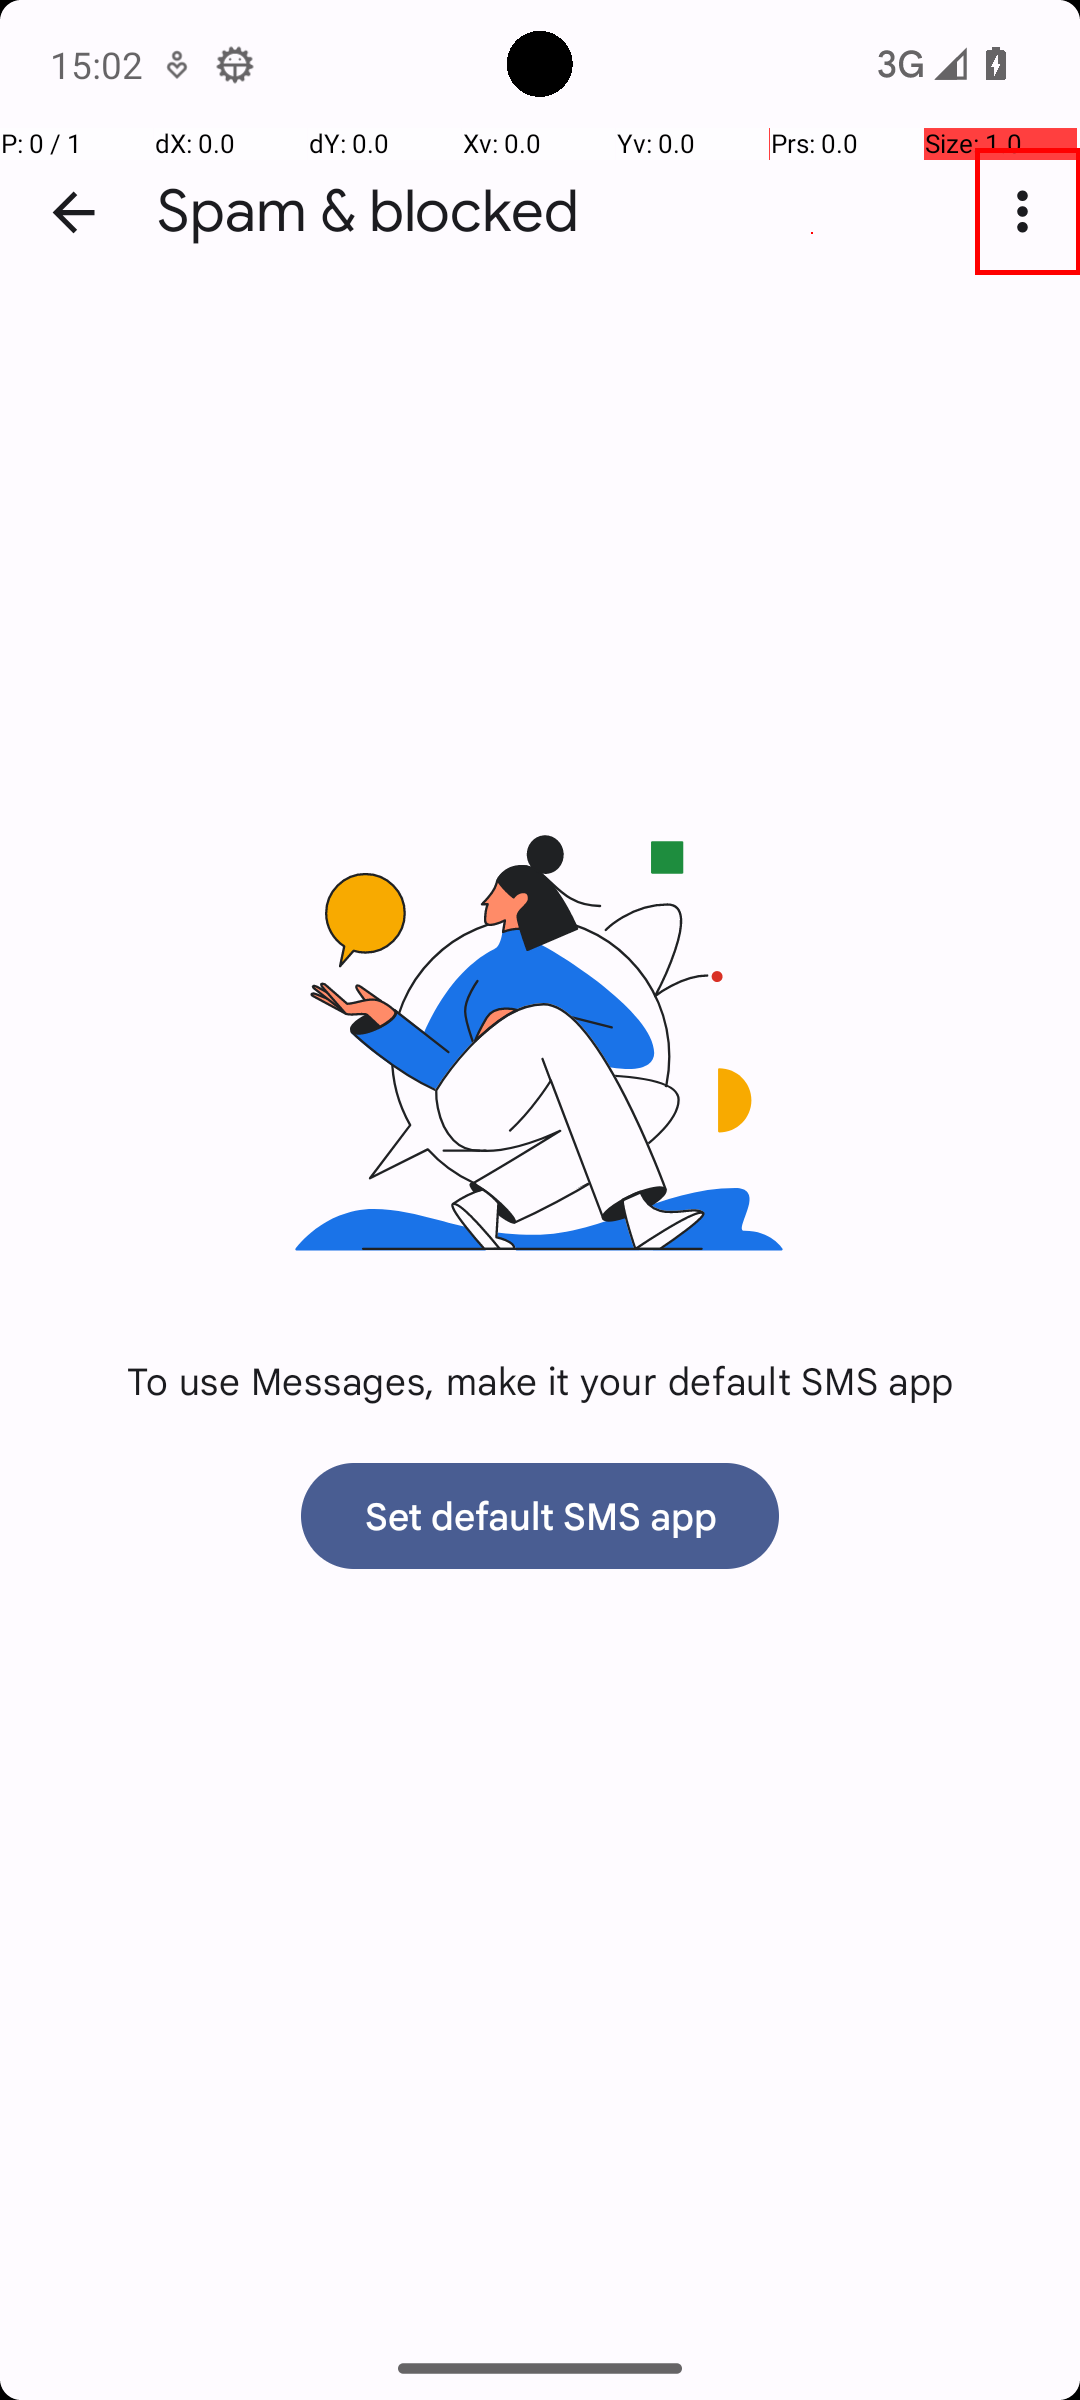 15:02
3G
P: 0 / 1 dX: 0.0 dY: 0.0 Xv: 0.0 Yv: 0.0 Prs: 0.0 Size: 1.0
Spam & blocked
To use Messages, make it your default SMS app
Set default SMS app